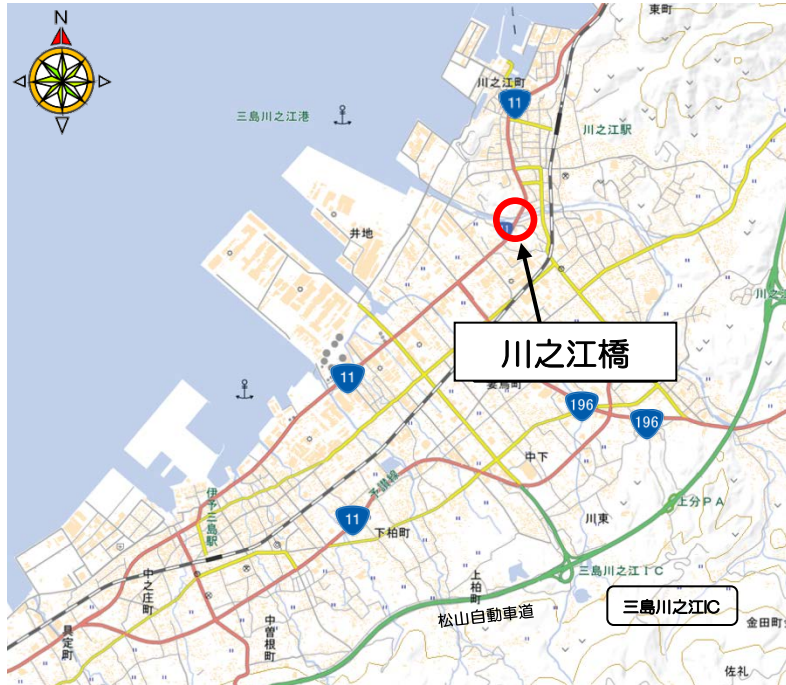 N
東町
川之江町
11
三島川之江港
川之江駅
井地
川之江橋
11
196
196
中下
予讃線
伊予三島駅
11
下柏町
川東
上分PA
三島川之江IC
上柏町
三島川之江IC
松山自動車道
中之庄町
中曽根町
具定町
金田町
佐礼